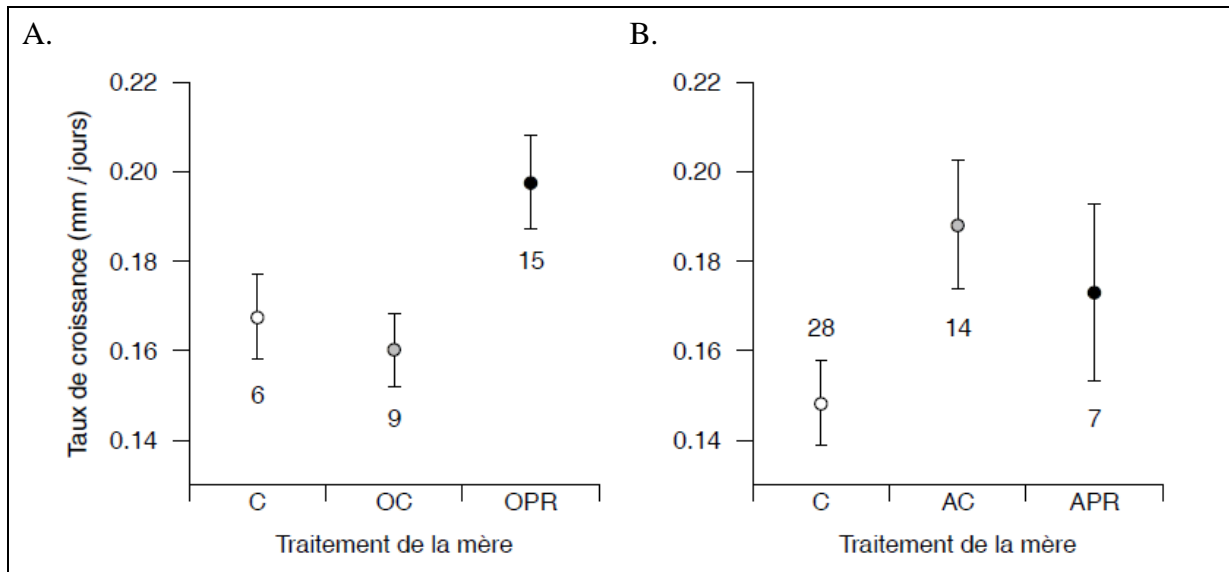 A.
0.22
0.20
0.18
0.16
0.14
Taux de croissance (mm / jours)
6
9
15
C OC OPR
Traitement de la mère
B.
0.22
0.20
0.18
0.16
0.14
28
14
7
C AC APR
Traitement de la mère